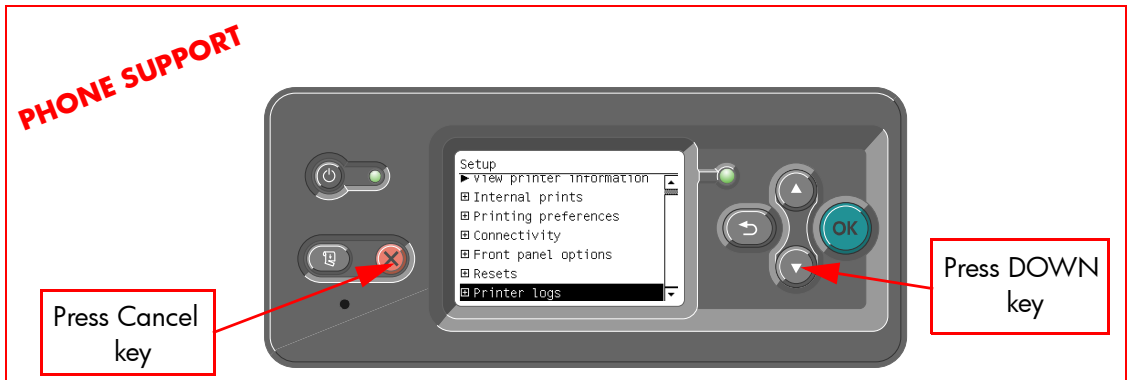 PHONE SUPPORT
Setup
View printer information
Internal prints
Printing preferences
Connectivity
Front panel options
Resets
Printer logs
OK
Press Cancel
key
Press DOWN
key